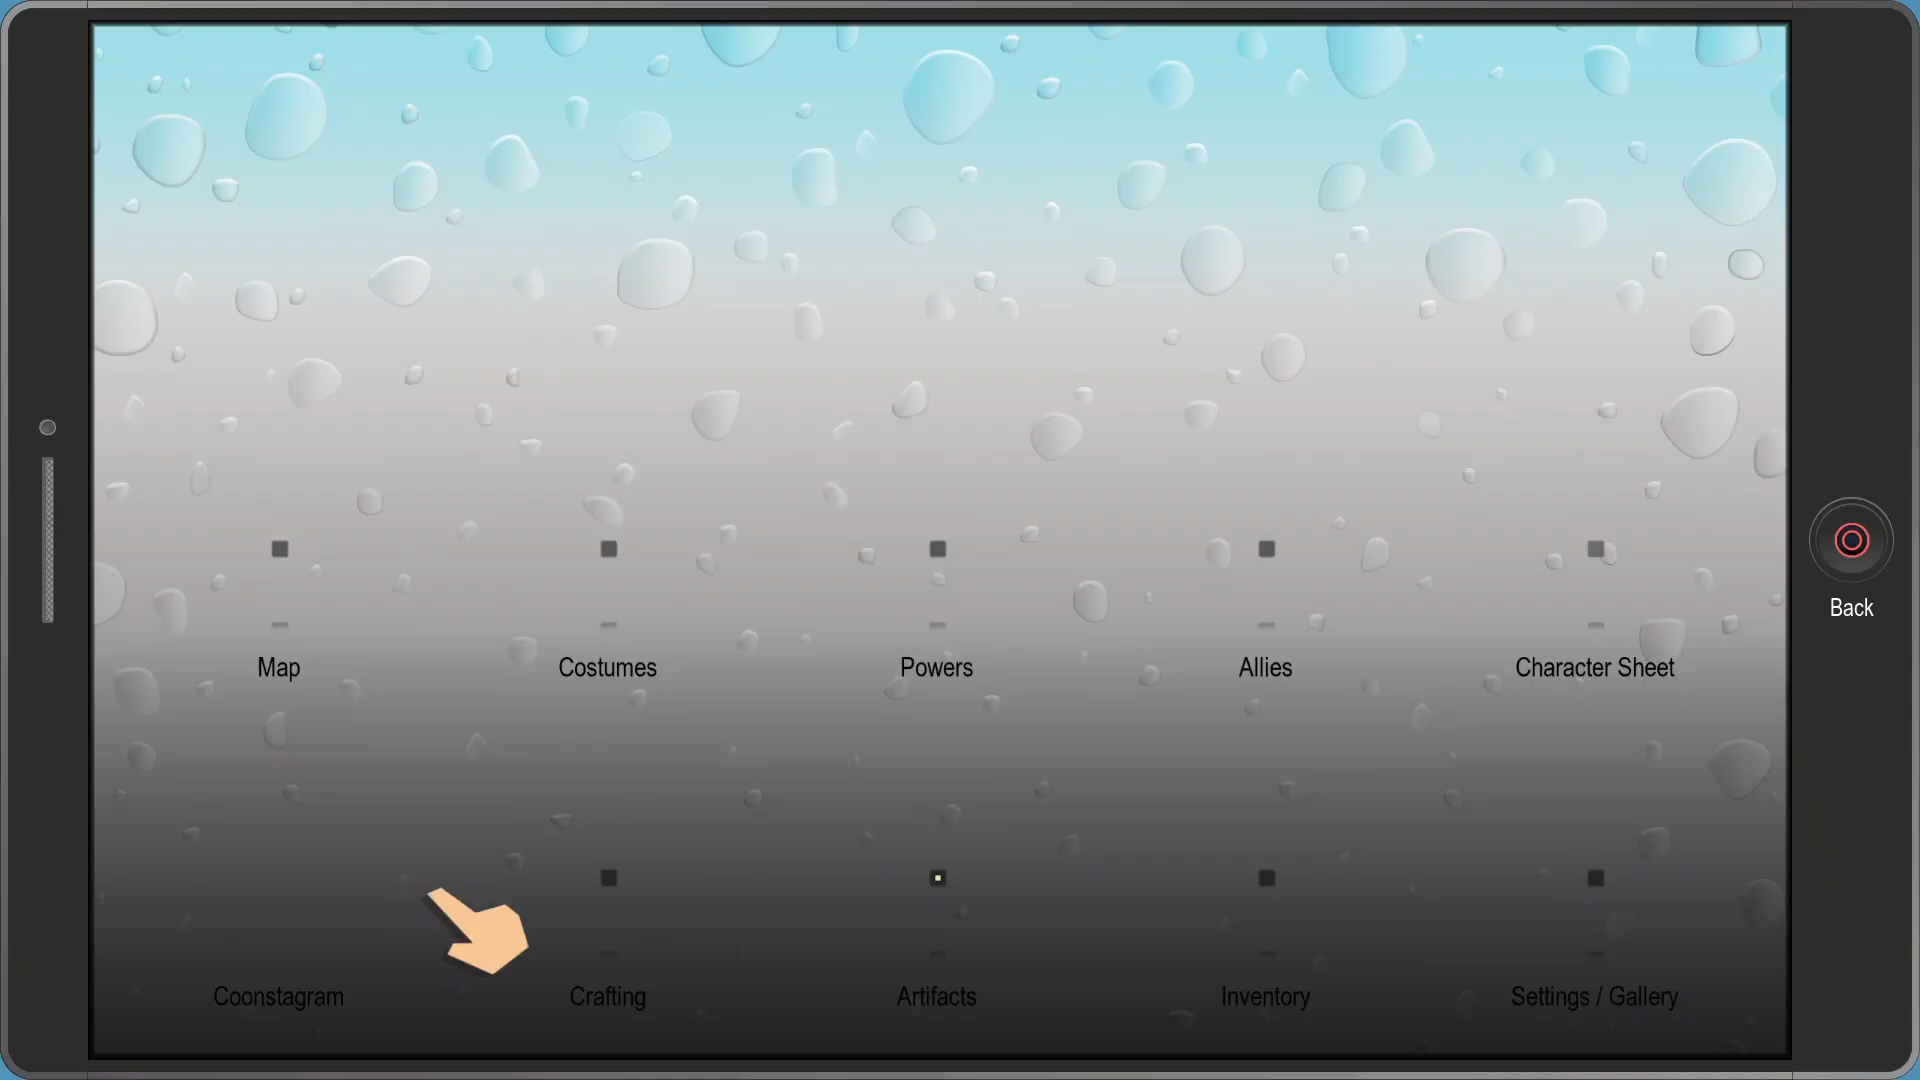 Map
Costumes
Powers
Allies
Character Sheet
Back
Coonstagram
Crafting
Artifacts
Inventory
Settings / Gallery